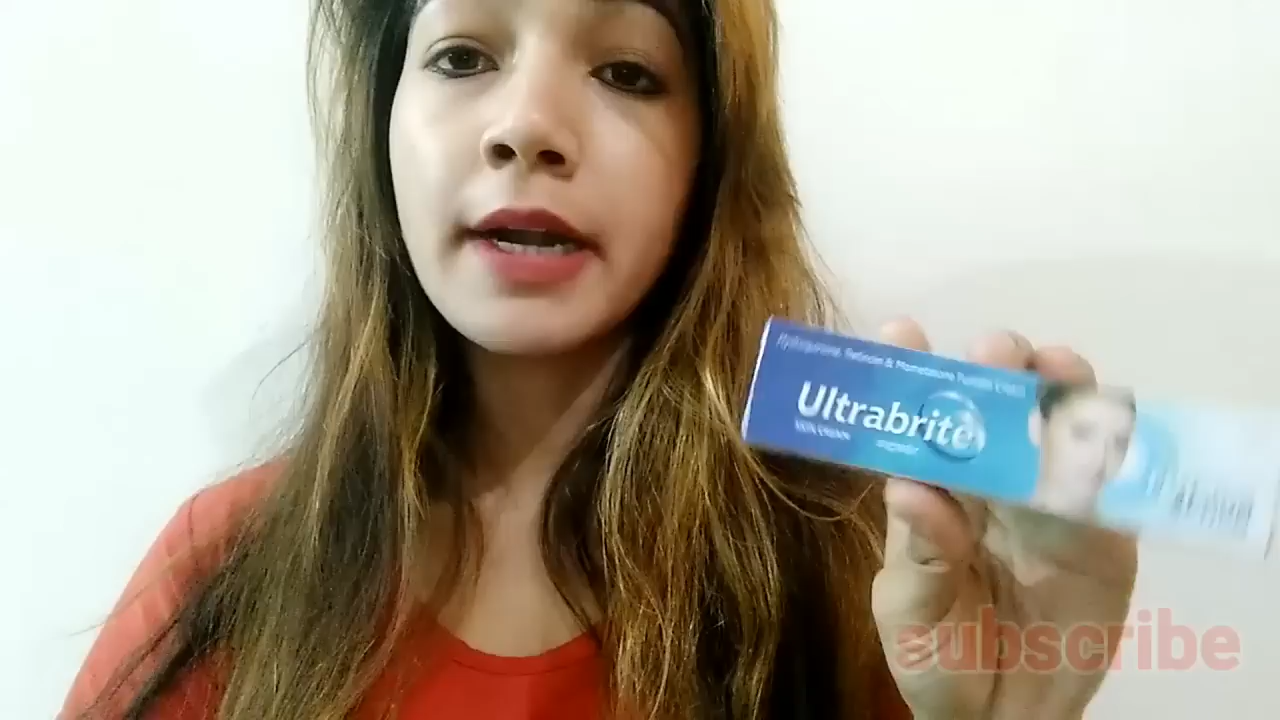 Hydroquinone, Tretinoin & Mometasone Furoate Cream
Ultrabrite
SKIN CREAM
subscribe